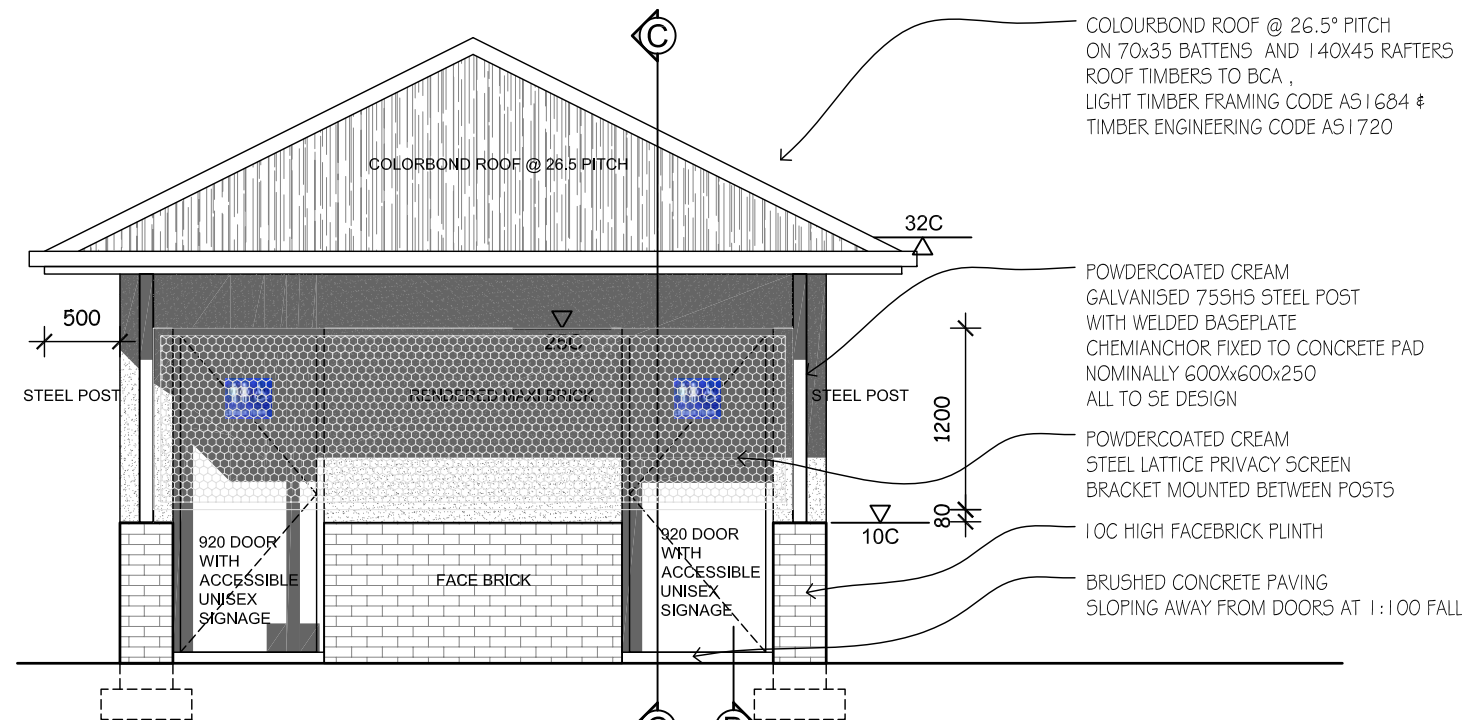 C
COLOURBOND ROOF @ 26.5° PITCH
ON 70x35 BATTENS AND 140X45 RAFTERS
ROOF TIMBERS TO BCA ,
LIGHT TIMBER FRAMING CODE AS1684 &
TIMBER ENGINEERING CODE AS1720
COLORBOND ROOF @ 26.5 PITCH
32C
POWDERCOATED CREAM
GALVANISED 75SHS STEEL POST
WITH WELDED BASEPLATE
CHEMIANCHOR FIXED TO CONCRETE PAD
NOMINALLY 600Xx600x250
ALL TO SE DESIGN
500
STEEL POST
RENDERED MAXI BRICK
STEEL POST
1200
POWDERCOATED CREAM
STEEL LATTICE PRIVACY SCREEN
BRACKET MOUNTED BETWEEN POSTS
80
10C
10C HIGH FACEBRICK PLINTH
920 DOOR
WITH
ACCESSIBLE
UNISEX
SIGNAGE
FACE BRICK
920 DOOR
WITH
ACCESSIBLE
UNISEX
SIGNAGE
BRUSHED CONCRETE PAVING
SLOPING AWAY FROM DOORS AT 1:100 FALL